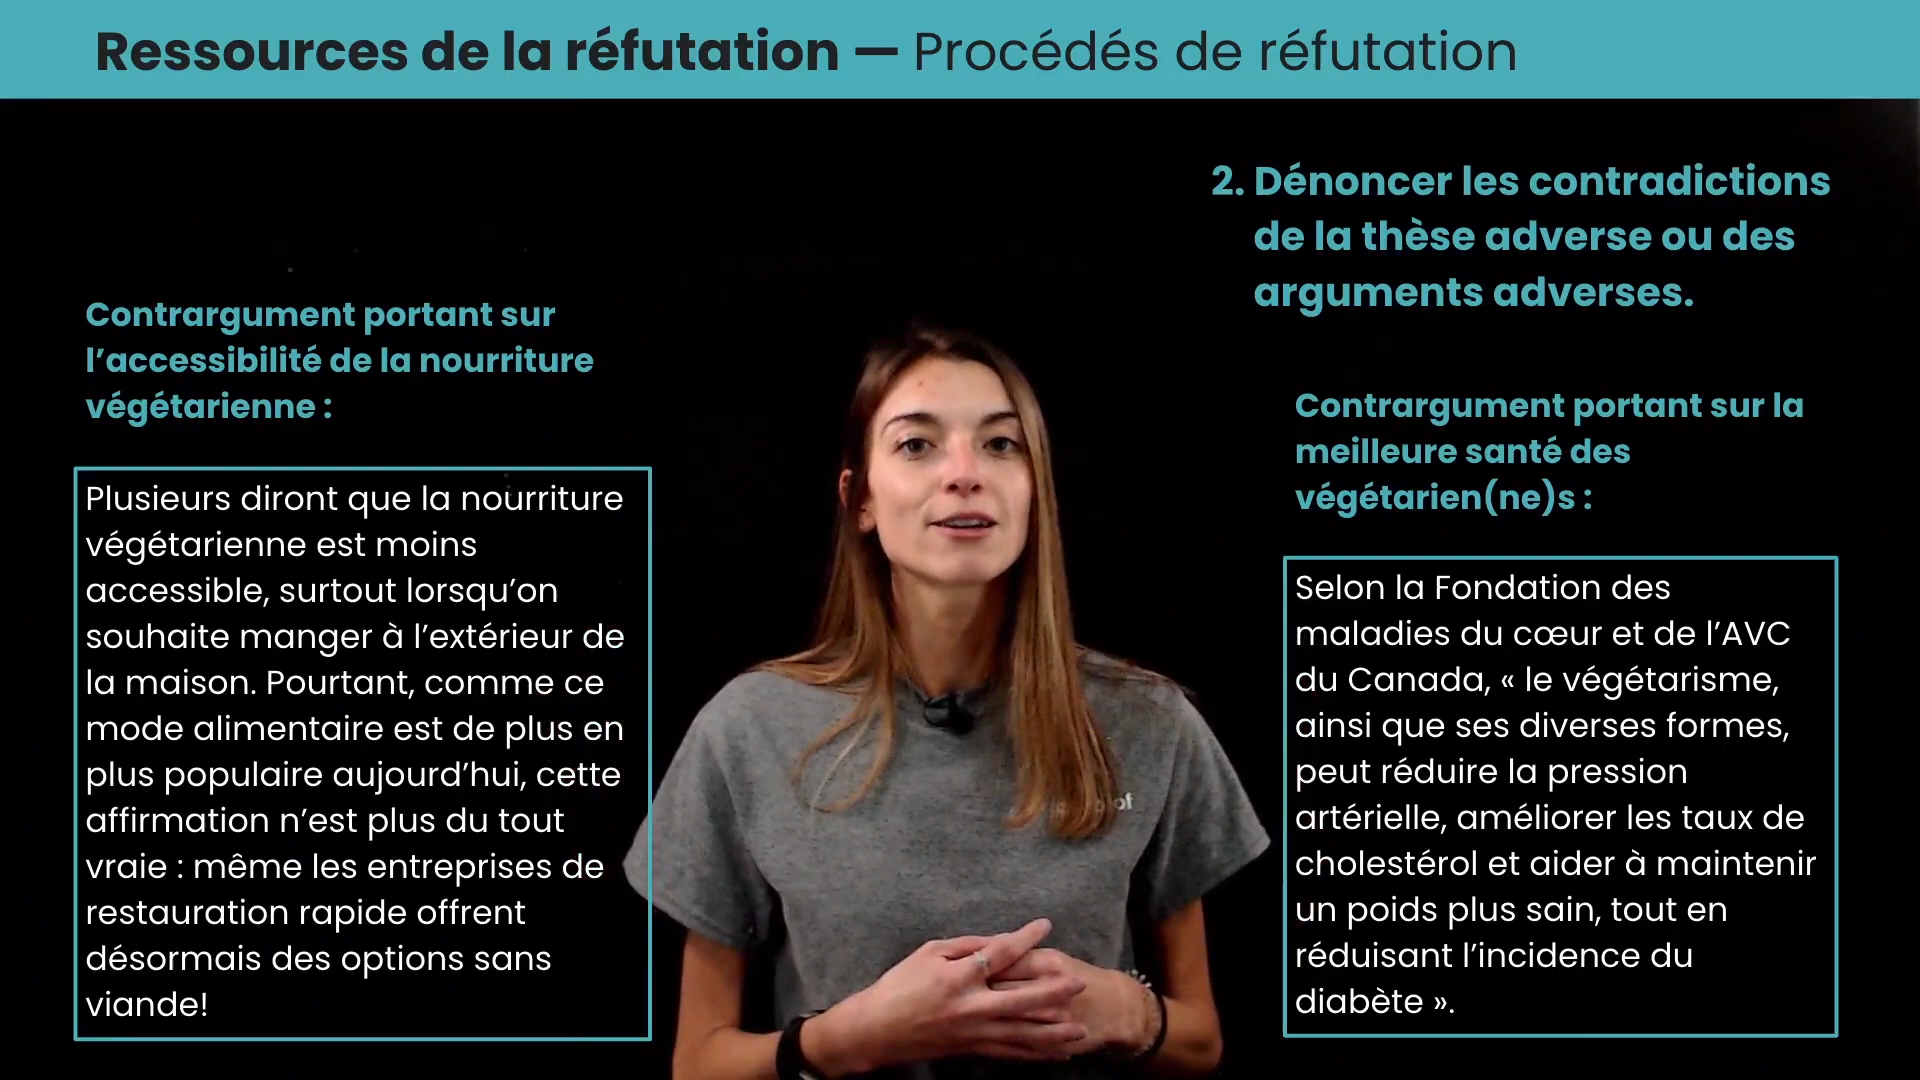 Ressources de la réfutation — Procédés de réfutation
2. Dénoncer les contradictions
de la thèse adverse ou des
arguments adverses.
Contrargument portant sur
l’accessibilité de la nourriture
végétarienne :
Plusieurs diront que la nourriture
végétarienne est moins
accessible, surtout lorsqu’on
souhaite manger à l’extérieur de
la maison. Pourtant, comme ce
mode alimentaire est de plus en
plus populaire aujourd’hui, cette
affirmation n’est plus du tout
vraie : même les entreprises de
restauration rapide offrent
désormais des options sans
viande!
Contrargument portant sur la
meilleure santé des
végétarien(ne)s :
Selon la Fondation des
maladies du cœur et de l’AVC
du Canada, « le végétarisme,
ainsi que ses diverses formes,
peut réduire la pression
artérielle, améliorer les taux de
cholestérol et aider à maintenir
un poids plus sain, tout en
réduisant l’incidence du
diabète ».